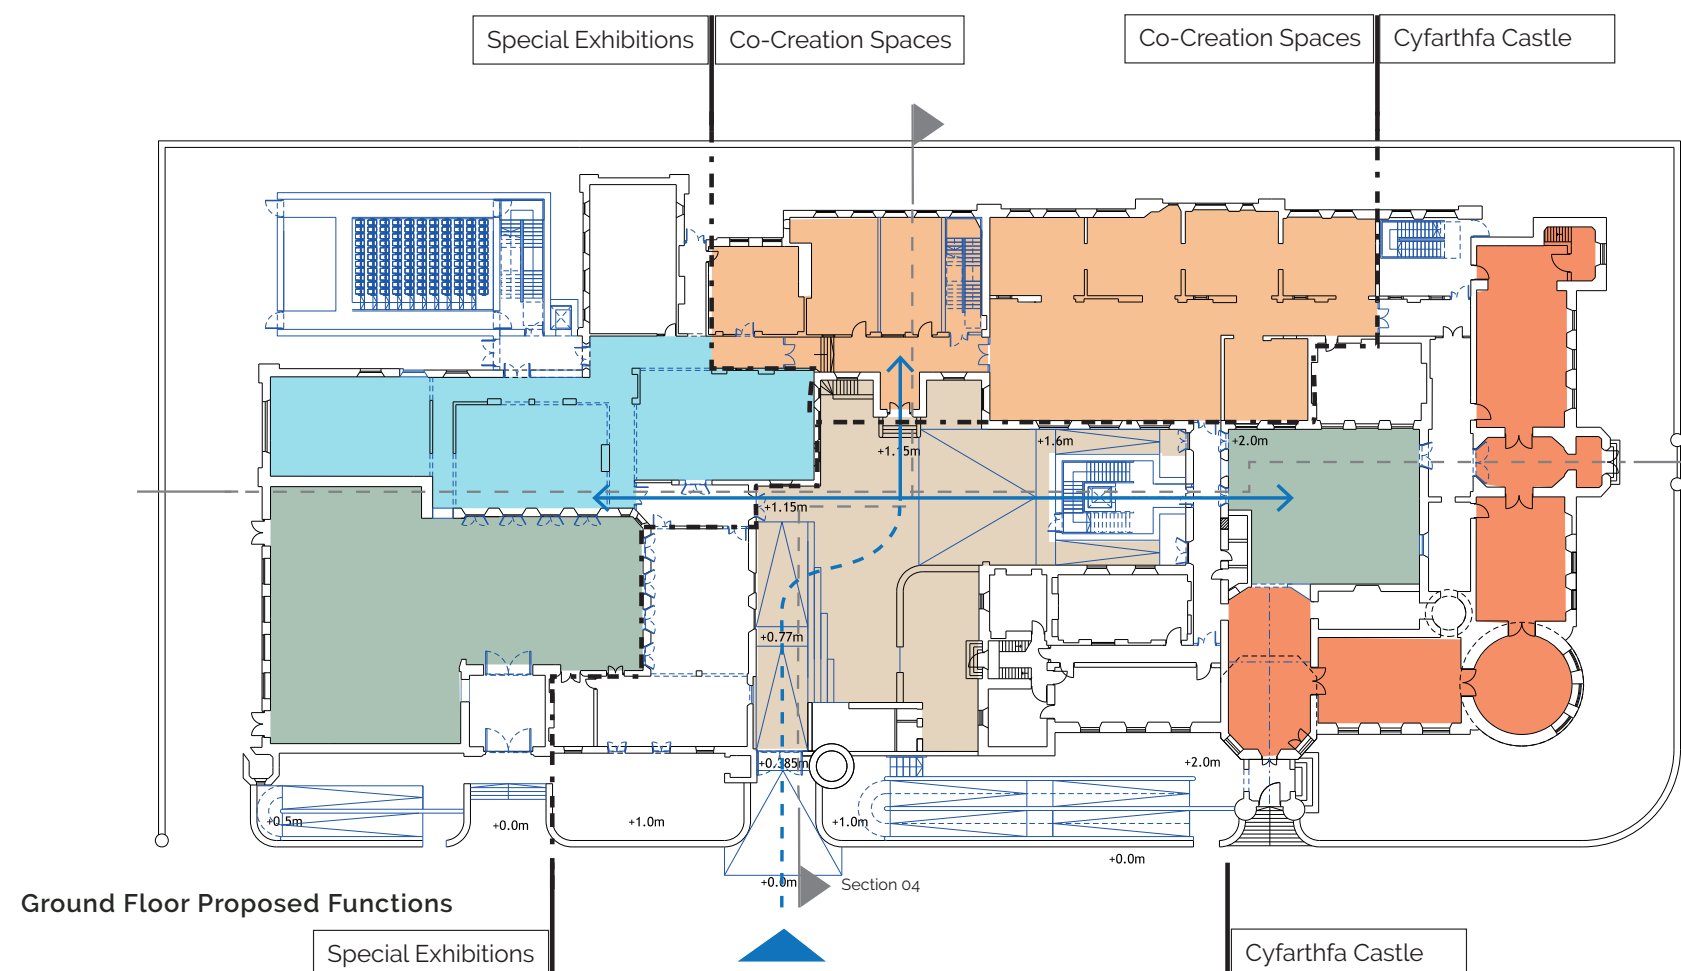 Special Exhibitions
Co-Creation Spaces
Co-Creation Spaces
Cyfarthfa Castle
+1.15m
+1.6m
+2.0m
+1.15m
+0.77m
+0.385m
+2.0m
+0.5m
+0.0m
+1.0m
+1.0m
+0.0m
+0.0m
Section 04
Ground Floor Proposed Functions
Special Exhibitions
Cyfarthfa Castle